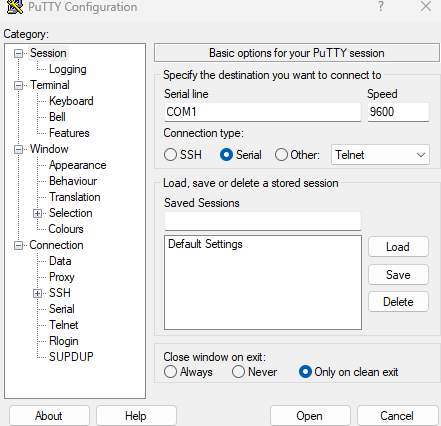 PuTTY Configuration
?
Category:
Session
Logging
Terminal
Keyboard
Bell
Features
Window
Appearance
Behaviour
Translation
Selection
Colours
Connection
Data
Proxy
SSH
Serial
Telnet
Rlogin
SUPDUP
Basic options for your PuTTY session
Specify the destination you want to connect to
Serial line Speed
COM1 9600
Connection type:
SSH Serial Other: Telnet
Load, save or delete a stored session
Saved Sessions
Default Settings
Load
Save
Delete
Close window on exit:
Always Never Only on clean exit
About Help Open Cancel